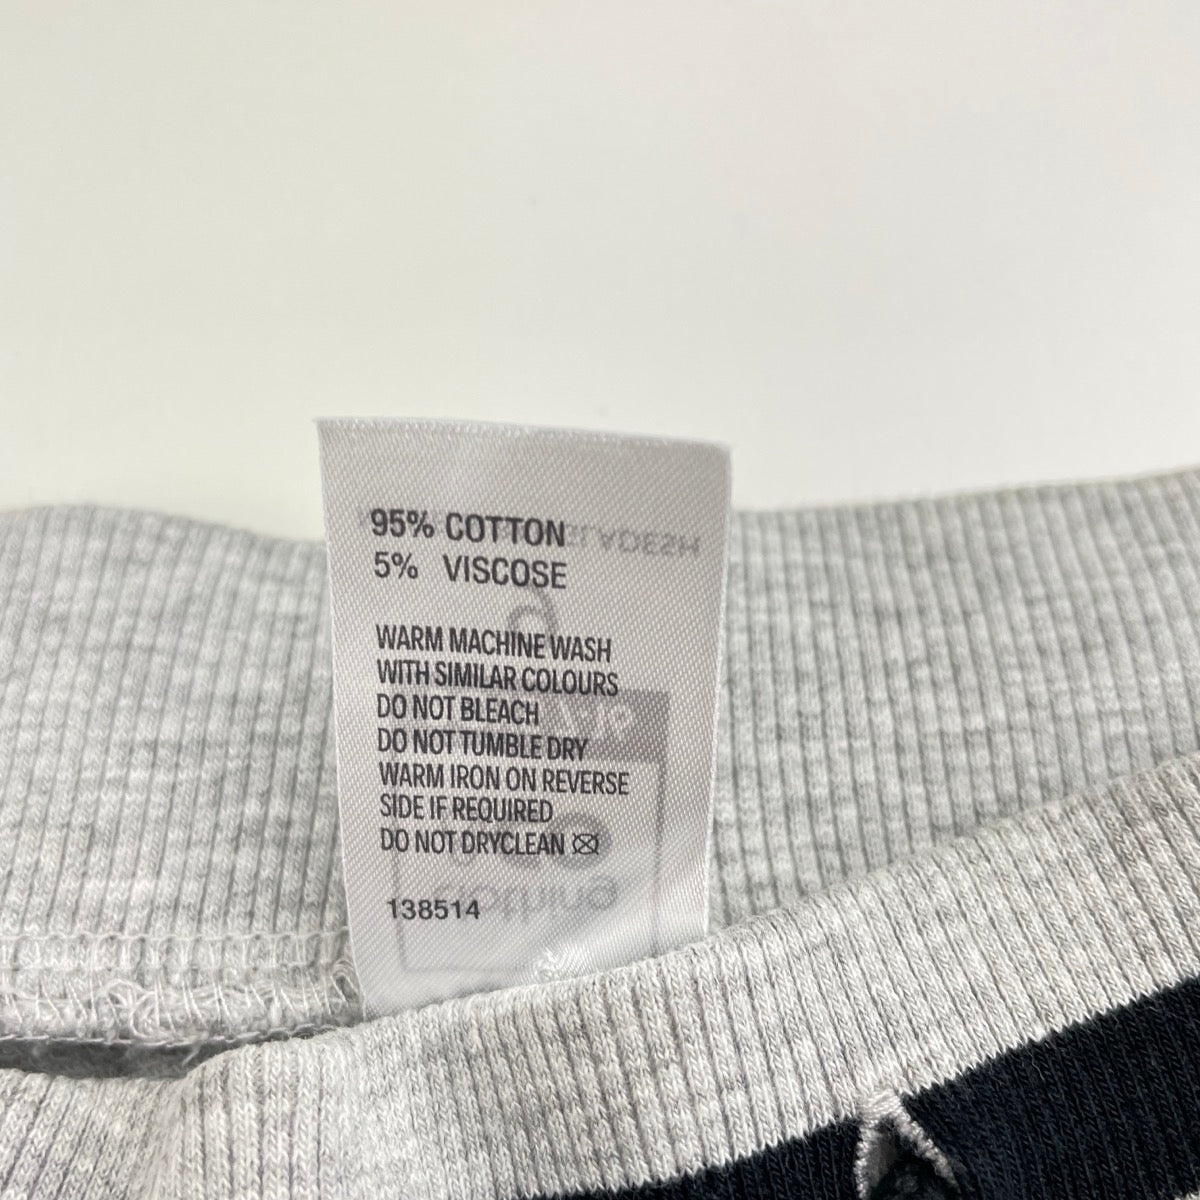 95% COTTON
5% VISCOSE
WARM MACHINE WASH
WITH SIMILAR COLOURS
DO NOT BLEACH
DO NOT TUMBLE DRY
WARM IRON ON REVERSE
SIDE IF REQUIRED
DO NOT DRYCLEAN
138514
clothing